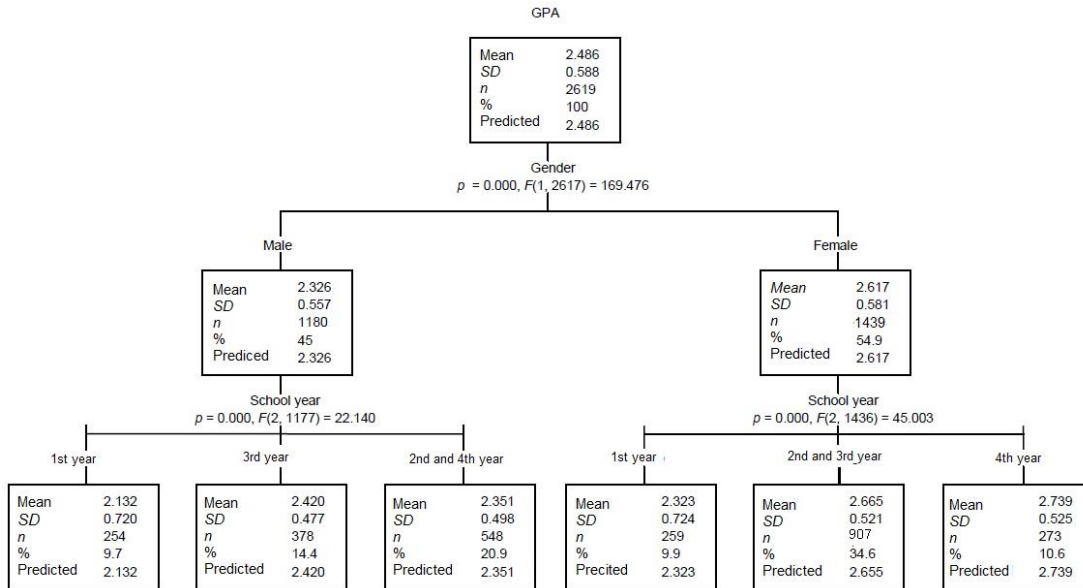 GPA
Mean 2.486
SD 0.588
n 2619
% 100
Predicted 2.486
Gender
p = 0.000, F(1, 2617) = 169.476
Male
Female
Mean 2.326
SD 0.557
n 1180
% 45
Prediced 2.326
Mean 2.617
SD 0.581
n 1439
% 54.9
Predicted 2.617
School year
p = 0.000, F(2, 1177) = 22.140
School year
p = 0.000, F(2, 1436) = 45.003
1st year
3rd year
2nd and 4th year
1st year
2nd and 3rd year
4th year
Mean 2.132
SD 0.720
n 254
% 9.7
Predicted 2.132
Mean 2.420
SD 0.477
n 378
% 14.4
Predicted 2.420
Mean 2.351
SD 0.498
n 548
% 20.9
Predicted 2.351
Mean 2.323
SD 0.724
n 259
% 9.9
Precited 2.323
Mean 2.665
SD 0.521
n 907
% 34.6
Predicted 2.655
Mean 2.739
SD 0.525
n 273
% 10.6
Predicted 2.739